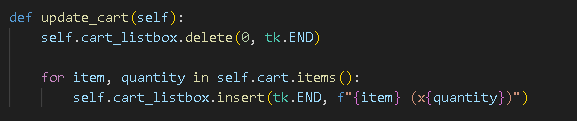 def update_cart(self):
    self.cart_listbox.delete(0, tk.END)

    for item, quantity in self.cart.items():
        self.cart_listbox.insert(tk.END, f"{item} (x{quantity})")